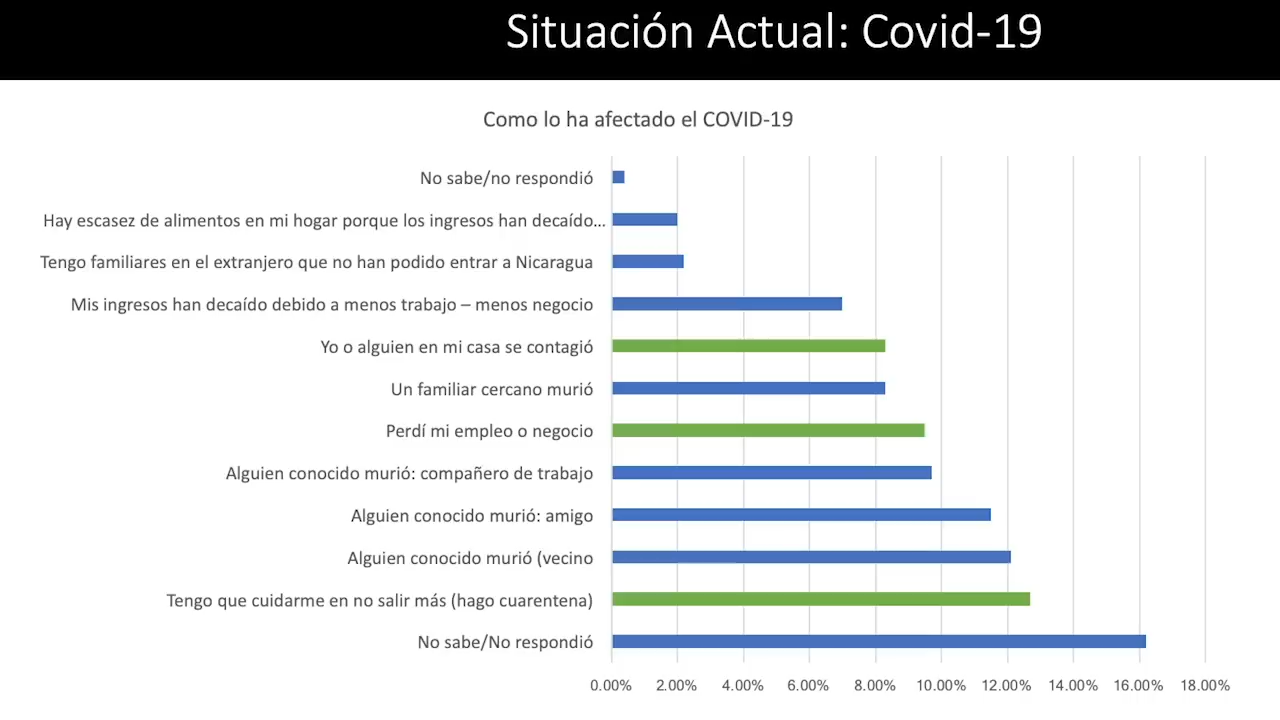 Situación Actual: Covid-19
Como lo ha afectado el COVID-19
No sabe/no respondió
Hay escasez de alimentos en mi hogar porque los ingresos han decaído...
Tengo familiares en el extranjero que no han podido entrar a Nicaragua
Mis ingresos han decaído debido a menos trabajo – menos negocio
Yo o alguien en mi casa se contagió
Un familiar cercano murió
Perdí mi empleo o negocio
Alguien conocido murió: compañero de trabajo
Alguien conocido murió: amigo
Alguien conocido murió (vecino
Tengo que cuidarme en no salir más (hago cuarentena)
No sabe/No respondió
0.00% 2.00% 4.00% 6.00% 8.00% 10.00% 12.00% 14.00% 16.00% 18.00%